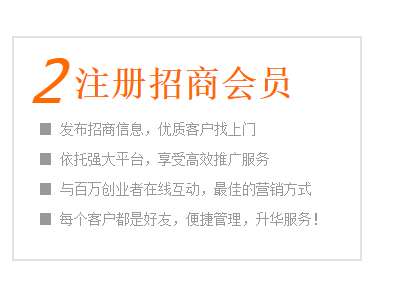 2注册招商会员
■ 发布招商信息，优质客户找上门
■ 依托强大平台，享受高效推广服务
■ 与百万创业者在线互动，最佳的营销方式
■ 每个客户都是好友，便捷管理，升华服务！